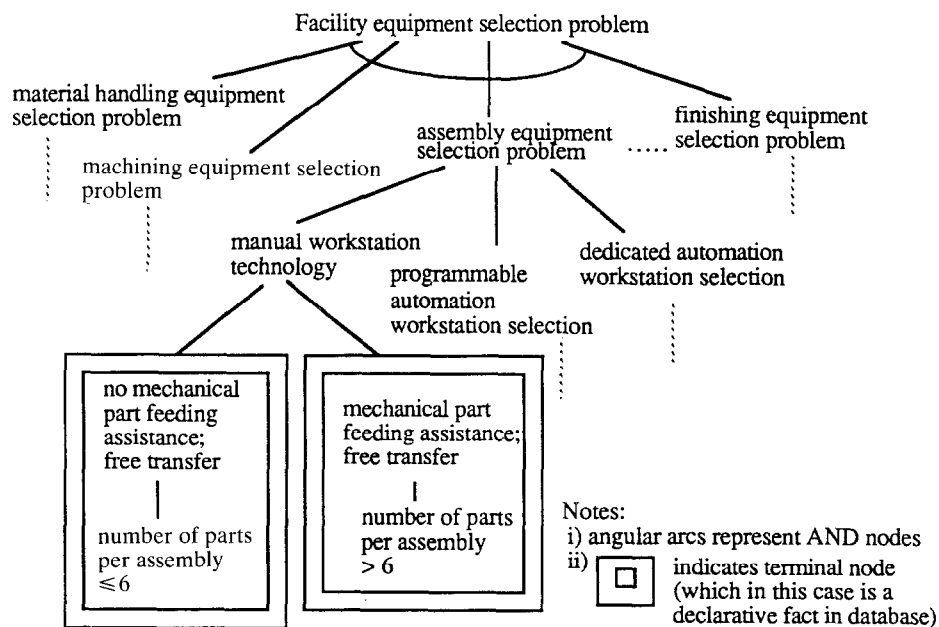 Facility equipment selection problem
material handling equipment
selection problem
machining equipment selection
problem
assembly equipment
selection problem
.....
finishing equipment
selection problem
manual workstation
technology
programmable
automation
workstation selection
dedicated automation
workstation selection
no mechanical
part feeding
assistance;
free transfer
number of parts
per assembly
≤6
mechanical part
feeding assistance;
free transfer
number of parts
per assembly
> 6
Notes:
i) angular arcs represent AND nodes
ii)
indicates terminal node
(which in this case is a
declarative fact in database)